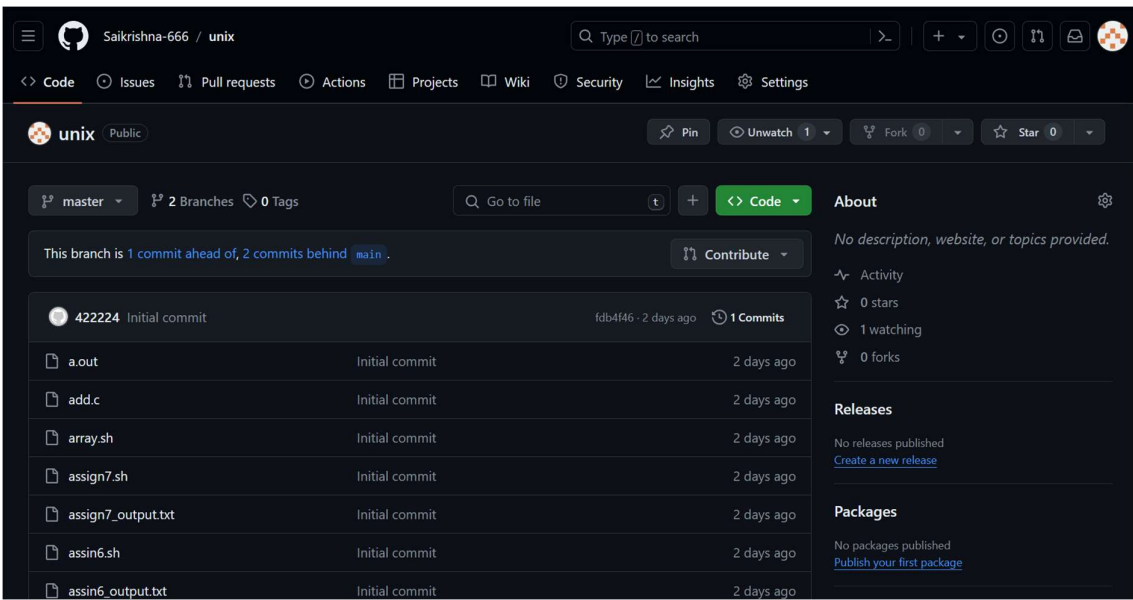 Saikrishna-666 / unix
Type / to search
Code Issues Pull requests Actions Projects Wiki Security Insights Settings
unix Public
Pin Unwatch 1 Fork 0 Star 0
master 2 Branches 0 Tags
Go to file t
Code
This branch is 1 commit ahead of, 2 commits behind main .
Contribute
422224 Initial commit fdb4f46 · 2 days ago 1 Commits
a.out Initial commit 2 days ago
add.c Initial commit 2 days ago
array.sh Initial commit 2 days ago
assign7.sh Initial commit 2 days ago
assign7_output.txt Initial commit 2 days ago
assin6.sh Initial commit 2 days ago
assin6_output.txt Initial commit 2 days ago
About
No description, website, or topics provided.
Activity
0 stars
1 watching
0 forks
Releases
No releases published
Create a new release
Packages
No packages published
Publish your first package